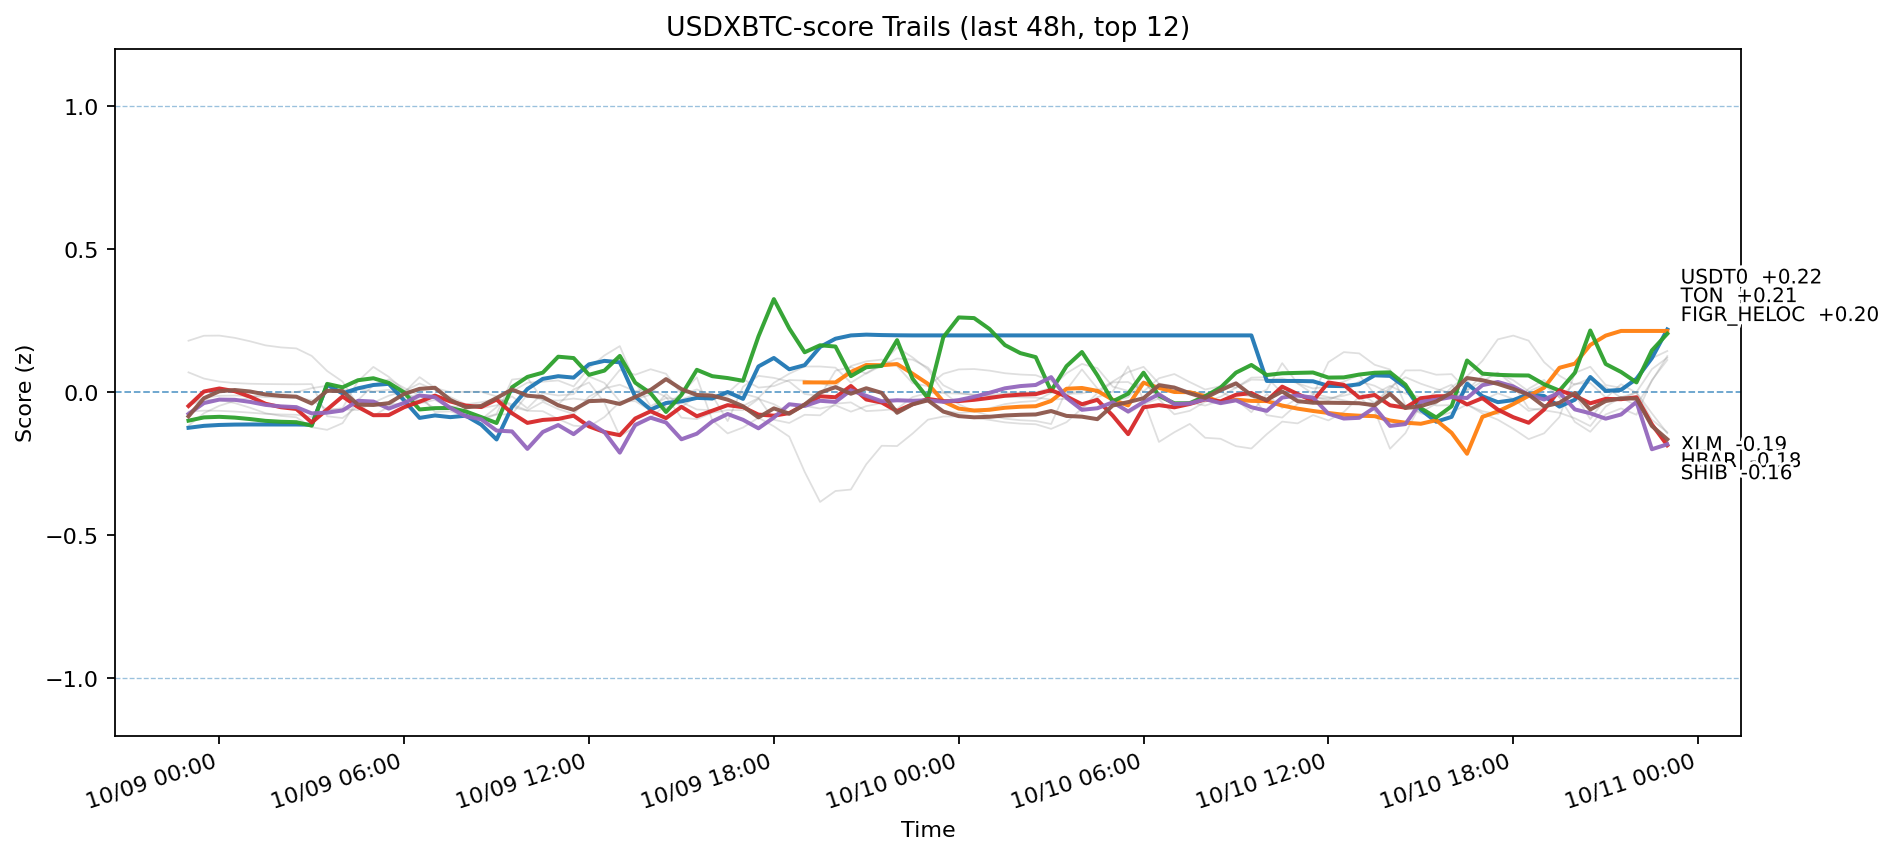 USDXBTC-score Trails (last 48h, top 12)
Score (z)
1.0
0.5
0.0
−0.5
−1.0
USDT0 +0.22
TON +0.21
FIGR_HELOC +0.20
XLM -0.19
HBAR -0.18
SHIB -0.16
10/09 00:00
10/09 06:00
10/09 12:00
10/09 18:00
10/10 00:00
10/10 06:00
10/10 12:00
10/10 18:00
10/11 00:00
Time